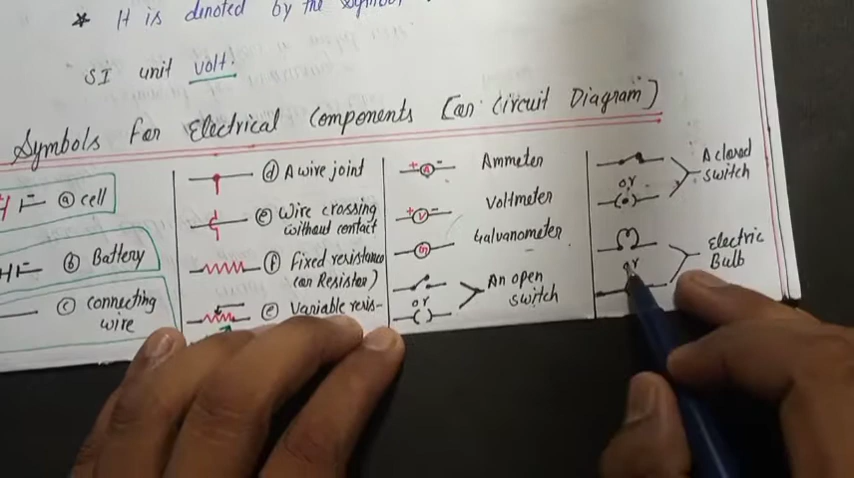 * It is denoted by the symbol
SI unit volt.
Symbols for Electrical Components [or Circuit Diagram]
(a) cell
(b) Battery
(c) connecting
wire
(d) A wire joint
(e) Wire crossing
without contact
(f) Fixed resistance
(or Resistor)
(e) Variable resis-
+ A - Ammeter
+ V - Voltmeter
G Galvanometer
or
An open
switch
or
A closed
switch
or
Electric
Bulb